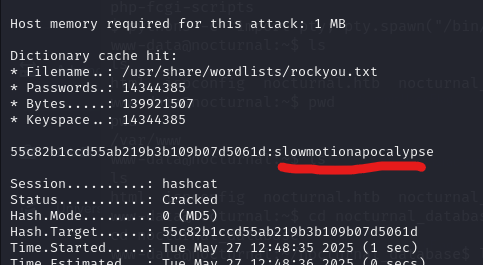 php-fcgi-scripts
Host memory required for this attack: 1 MB
Dictionary cache hit:
* Filename..: /usr/share/wordlists/rockyou.txt
* Passwords.: 14344385
* Bytes.....: 139921507
* Keyspace..: 14344385
55c82b1ccd55ab219b3b109b07d5061d:slowmotionapocalypse
Session..........: hashcat
Status...........: Cracked
Hash.Mode........: 0 (MD5)
Hash.Target......: 55c82b1ccd55ab219b3b109b07d5061d
Time.Started.....: Tue May 27 12:48:35 2025 (1 sec)
Time.Estimated...: Tue May 27 12:48:36 2025 (0 secs)